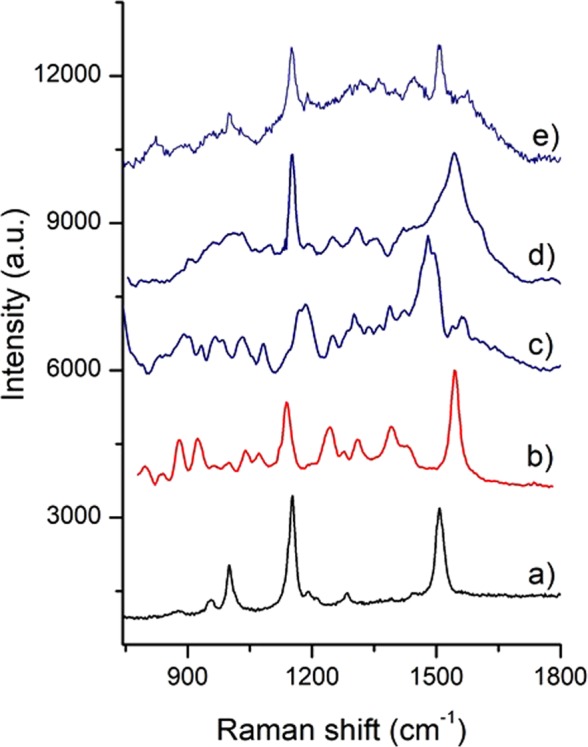 12000
9000
6000
3000
Intensity (a.u.)
e)
d)
c)
b)
a)
900 1200 1500 1800
Raman shift (cm⁻¹)